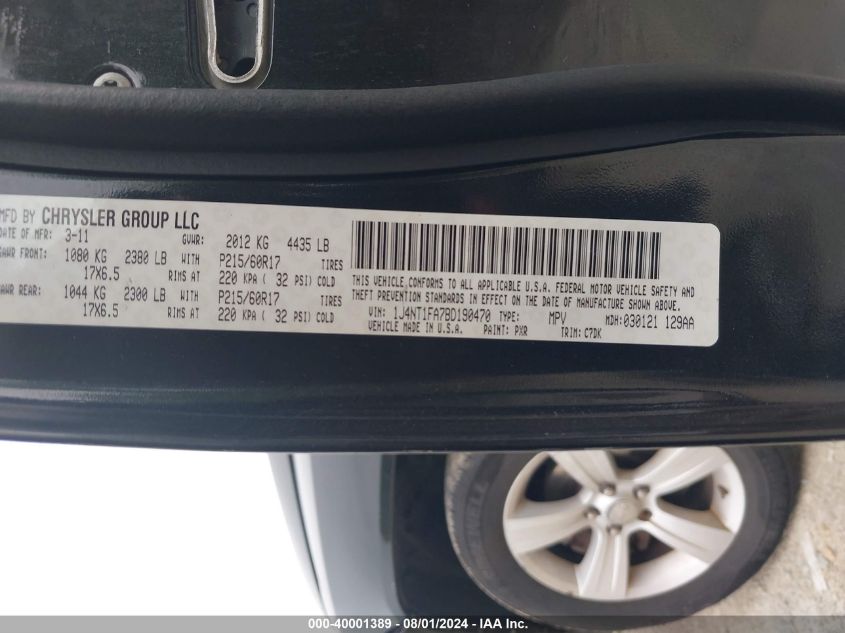 MFD BY CHRYSLER GROUP LLC
DATE OF MFR: 3-11 GVWR: 2012 KG 4435 LB
GAWR FRONT: 1080 KG 2380 LB WITH P215/60R17 TIRES
17X6.5 RIMS AT 220 KPA ( 32 PSI) COLD
GAWR REAR: 1044 KG 2300 LB WITH P215/60R17 TIRES
17X6.5 RIMS AT 220 KPA ( 32 PSI) COLD
THIS VEHICLE CONFORMS TO ALL APPLICABLE U.S.A. FEDERAL MOTOR VEHICLE SAFETY AND
THEFT PREVENTION STANDARDS IN EFFECT ON THE DATE OF MANUFACTURE SHOWN ABOVE.
VIN: 1J4NT1FA7BD190470 TYPE: MPV MDH: 030121 129AA
VEHICLE MADE IN U.S.A. PAINT: PXR TRIM: C7DK
000-40001389 - 08/01/2024 - IAA Inc.